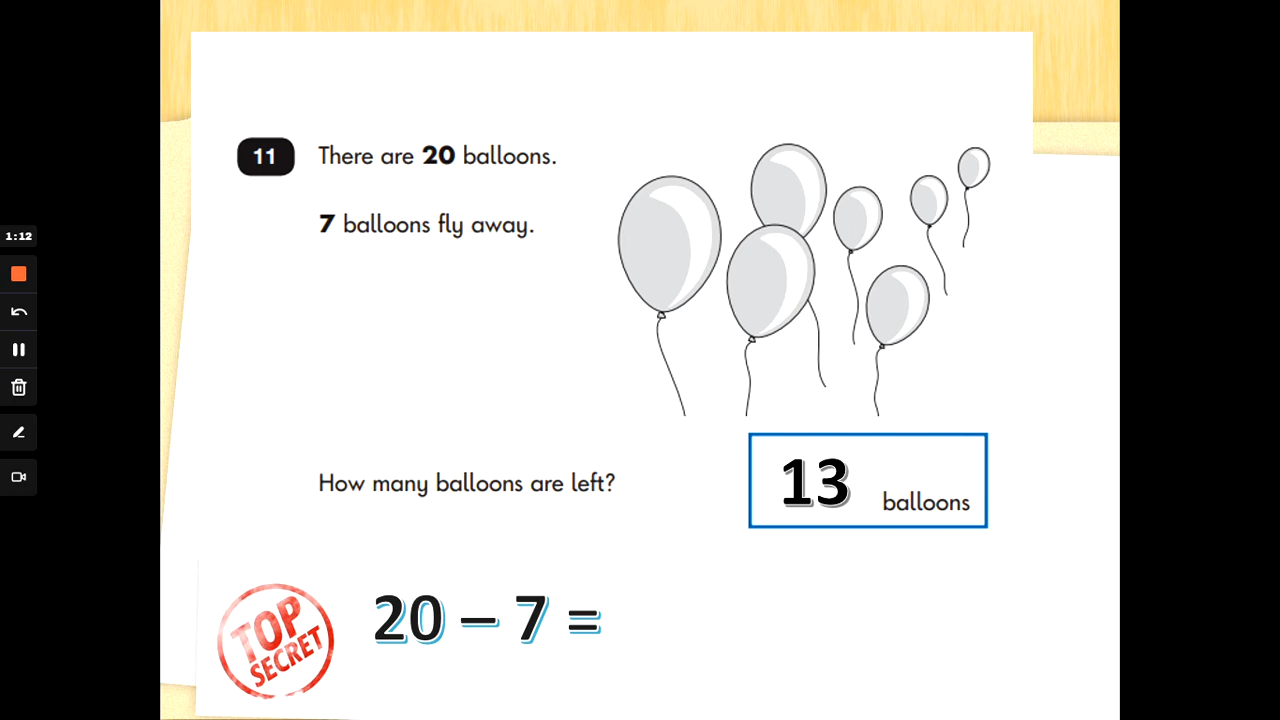 11 There are 20 balloons.
7 balloons fly away.
1:12
How many balloons are left?
13 balloons
TOP SECRET
20 – 7 =